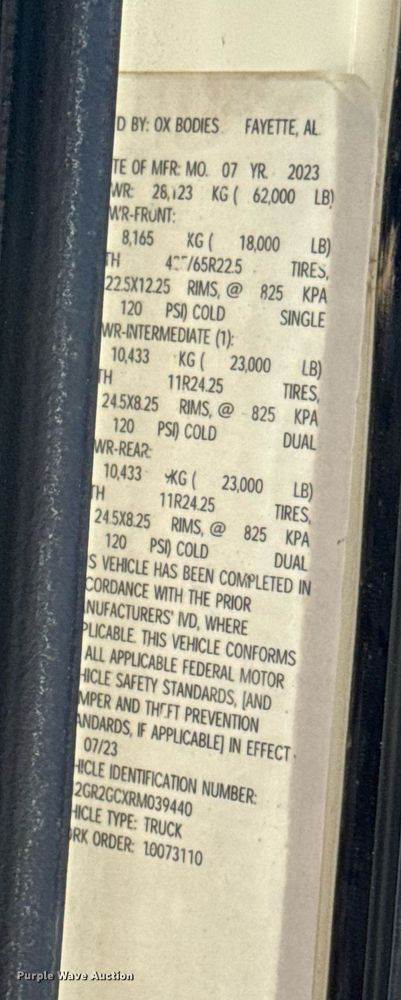 D BY: OX BODIES FAYETTE, AL
TE OF MFR: MO. 07 YR. 2023
WR: 28,123 KG ( 62,000 LB)
WR-FRONT:
8,165 KG ( 18,000 LB)
TH /65R22.5 TIRES,
22.5X12.25 RIMS, @ 825 KPA
120 PSI) COLD SINGLE
WR-INTERMEDIATE (1):
10,433 KG ( 23,000 LB)
TH 11R24.25 TIRES,
24.5X8.25 RIMS, @ 825 KPA
120 PSI) COLD DUAL
WR-REAR:
10,433 KG ( 23,000 LB)
TH 11R24.25 TIRES,
24.5X8.25 RIMS, @ 825 KPA
120 PSI) COLD DUAL
S VEHICLE HAS BEEN COMPLETED IN
CORDANCE WITH THE PRIOR
NUFACTURERS' IVD, WHERE
PLICABLE. THIS VEHICLE CONFORMS
ALL APPLICABLE FEDERAL MOTOR
HICLE SAFETY STANDARDS, [AND
MPER AND THEFT PREVENTION
ANDARDS, IF APPLICABLE] IN EFFECT
07/23
HICLE IDENTIFICATION NUMBER:
2GR2GCXRM039440
HICLE TYPE: TRUCK
RK ORDER: 10073110
Purple Wave Auction